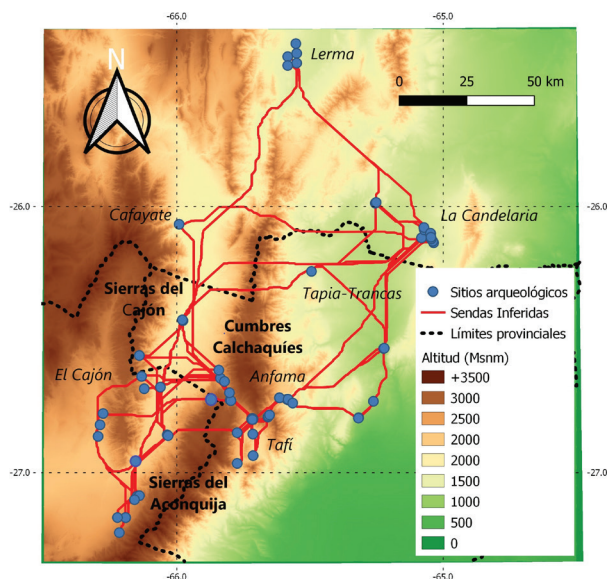 -66.0 -65.0
N
Lerma
0 25 50 km
-26.0 -26.0
Cafayate
La Candelaria
Sierras del
Cajón
Tapia-Trancas
Cumbres
Calchaquíes
El Cajón
Anfama
Tafí
-27.0 -27.0
Sierras del
Aconquija
Sitios arqueológicos
Sendas Inferidas
Límites provinciales
Altitud (Msnm)
+3500
3000
2500
2000
2000
1500
1000
500
0
-66.0 -65.0